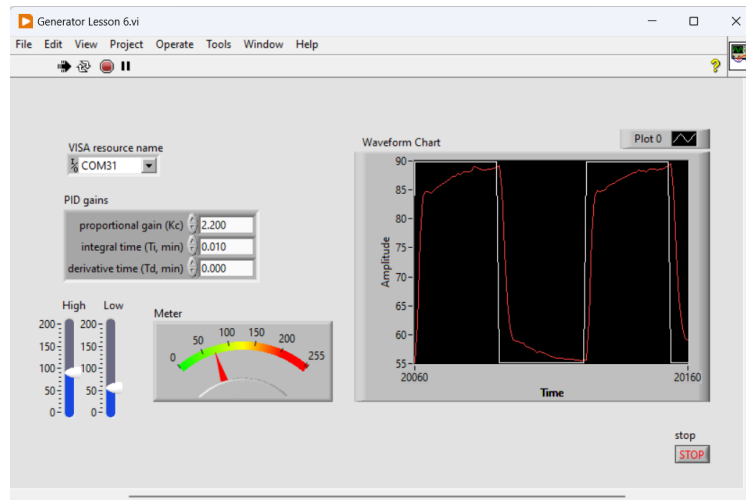 Generator Lesson 6.vi
File Edit View Project Operate Tools Window Help
VISA resource name
COM31
PID gains
proportional gain (Kc) 2.200
integral time (Ti, min) 0.010
derivative time (Td, min) 0.000
High Low
200 200
150 150
100 100
50 50
0 0
Meter
0 50 100 150 200 255
Waveform Chart
Plot 0
Amplitude
90
85
80
75
70
65
60
55
20060 20160
Time
stop
STOP